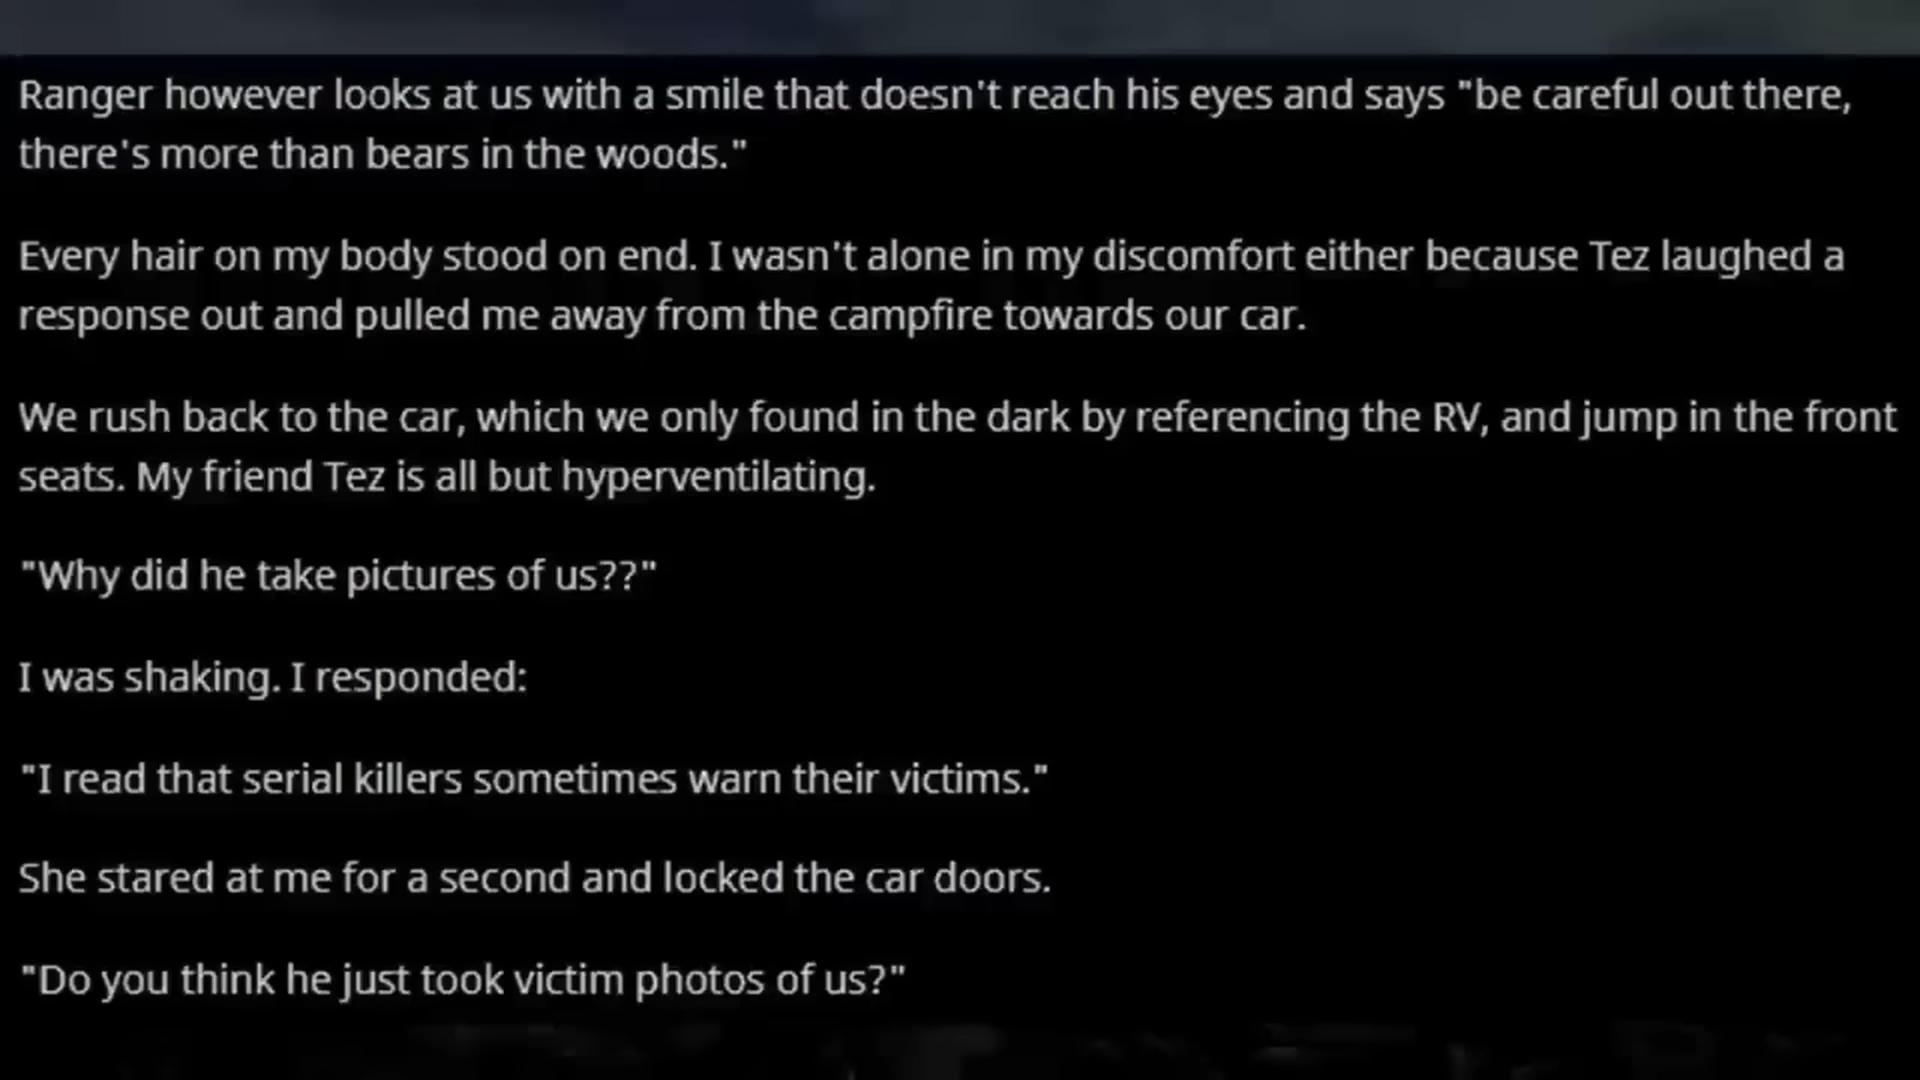 Ranger however looks at us with a smile that doesn't reach his eyes and says "be careful out there,
there's more than bears in the woods."
Every hair on my body stood on end. I wasn't alone in my discomfort either because Tez laughed a
response out and pulled me away from the campfire towards our car.
We rush back to the car, which we only found in the dark by referencing the RV, and jump in the front
seats. My friend Tez is all but hyperventilating.
"Why did he take pictures of us??"
I was shaking. I responded:
"I read that serial killers sometimes warn their victims."
She stared at me for a second and locked the car doors.
"Do you think he just took victim photos of us?"